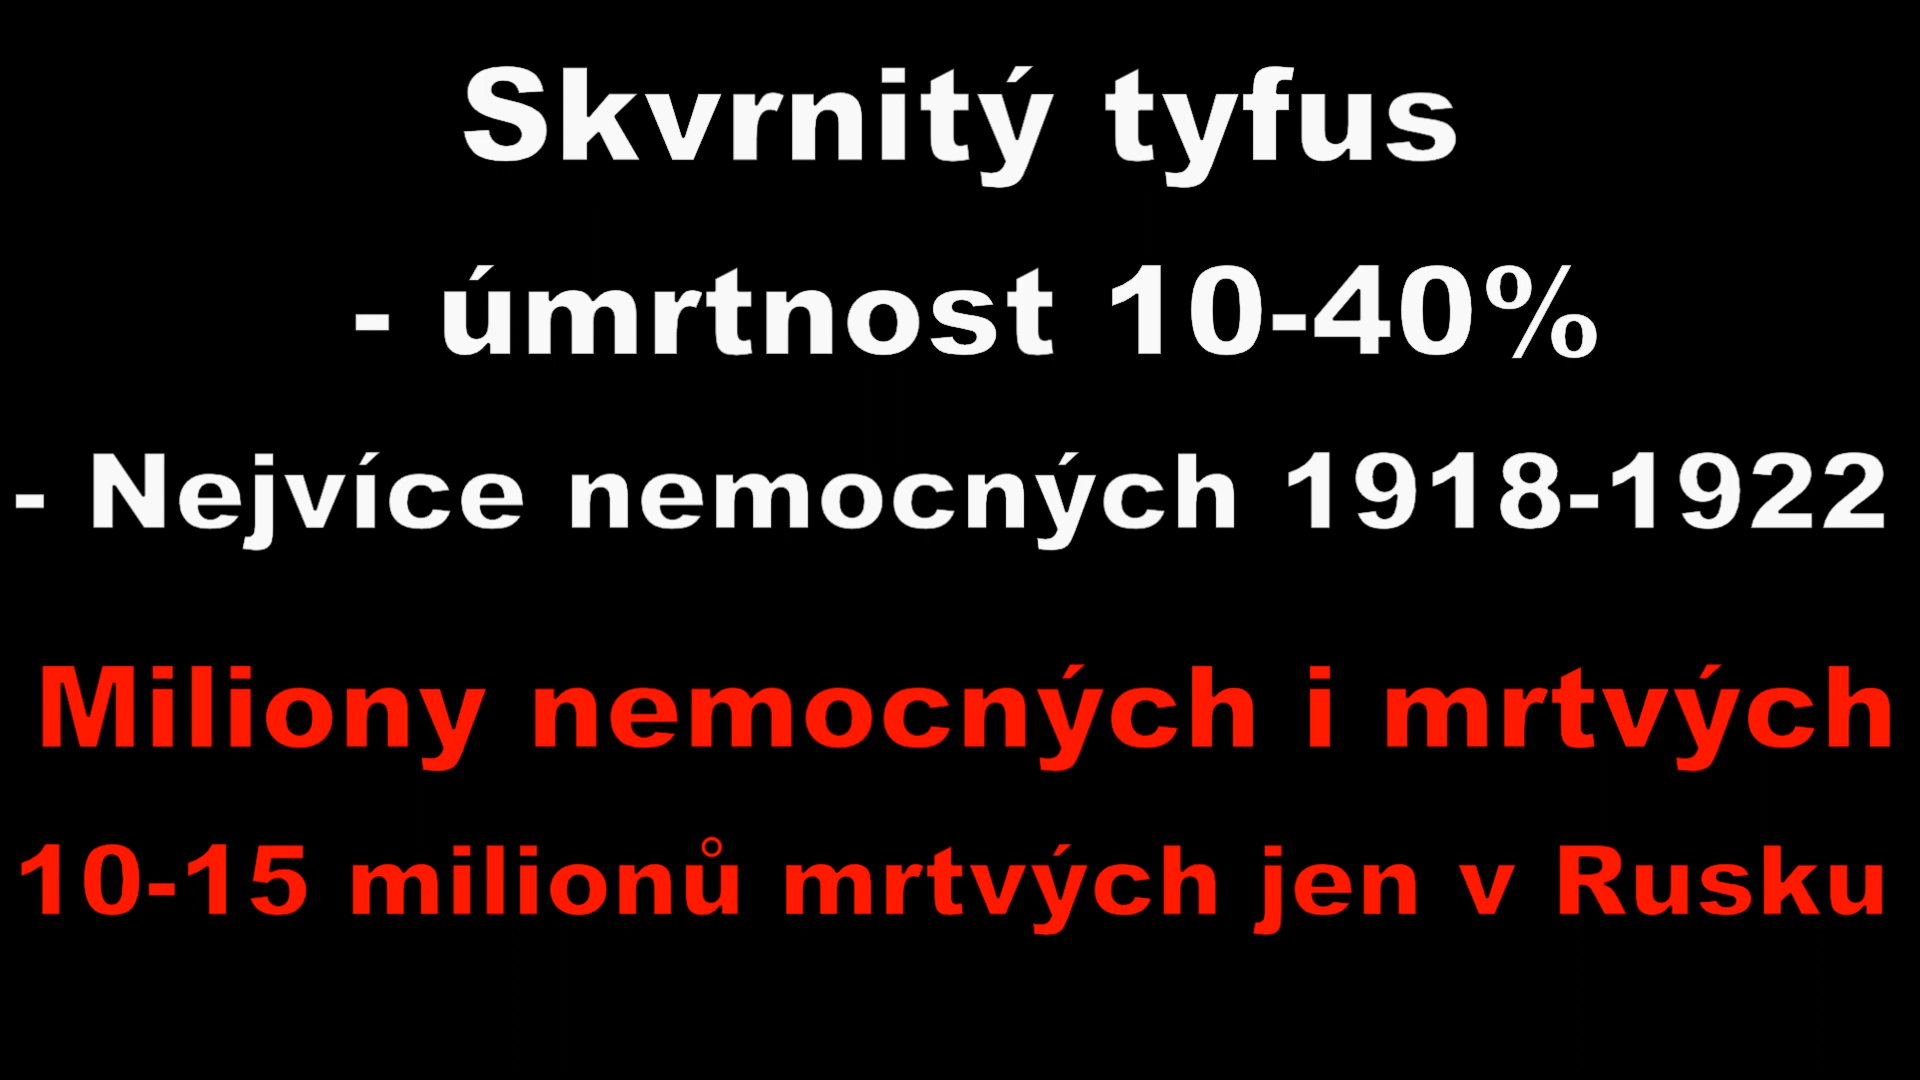 Skvrnitý tyfus
- úmrtnost 10-40%
- Nejvíce nemocných 1918-1922
Miliony nemocných i mrtvých
10-15 milionů mrtvých jen v Rusku